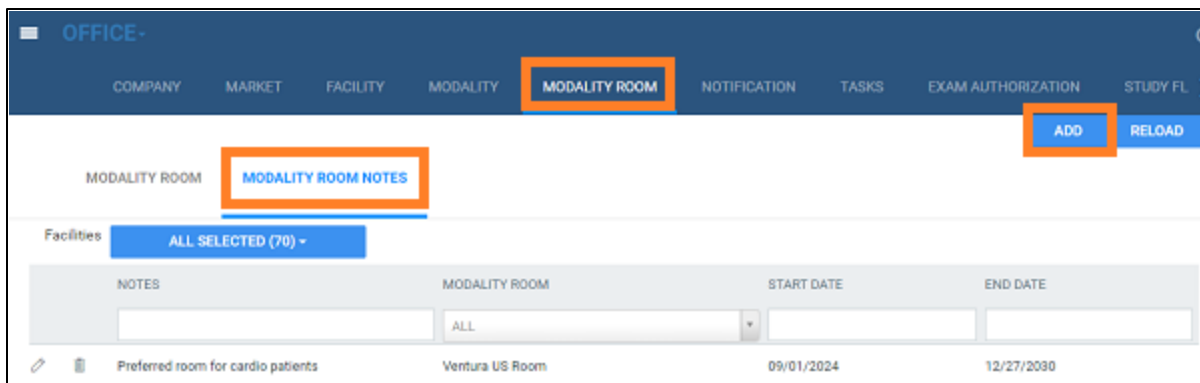 OFFICE-
COMPANY MARKET FACILITY MODALITY MODALITY ROOM NOTIFICATION TASKS EXAM AUTHORIZATION STUDY FL
ADD RELOAD
MODALITY ROOM MODALITY ROOM NOTES
Facilities ALL SELECTED (70)
NOTES MODALITY ROOM START DATE END DATE
ALL
Preferred room for cardio patients Ventura US Room 09/01/2024 12/27/2030